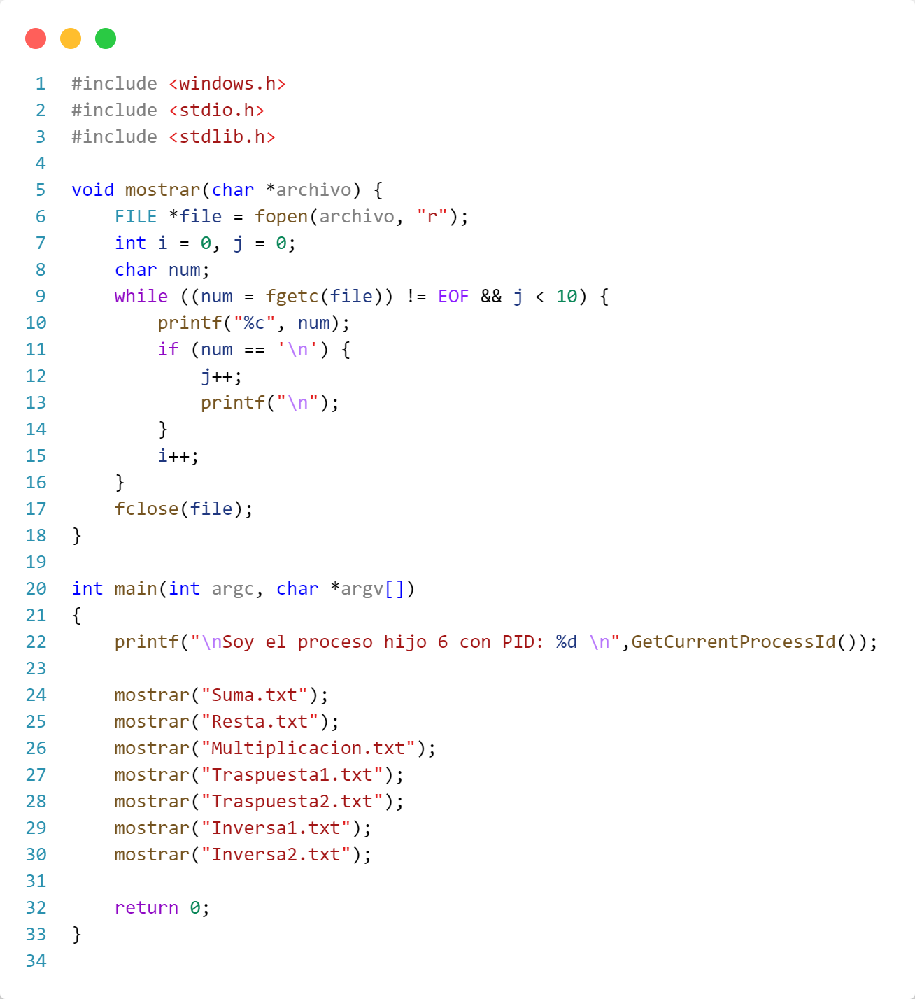 1 #include <windows.h>
2 #include <stdio.h>
3 #include <stdlib.h>
4
5 void mostrar(char *archivo) {
6     FILE *file = fopen(archivo, "r");
7     int i = 0, j = 0;
8     char num;
9     while ((num = fgetc(file)) != EOF && j < 10) {
10         printf("%c", num);
11         if (num == '\n') {
12             j++;
13             printf("\n");
14         }
15         i++;
16     }
17     fclose(file);
18 }
19
20 int main(int argc, char *argv[])
21 {
22     printf("\nSoy el proceso hijo 6 con PID: %d \n",GetCurrentProcessId());
23
24     mostrar("Suma.txt");
25     mostrar("Resta.txt");
26     mostrar("Multiplicacion.txt");
27     mostrar("Traspuesta1.txt");
28     mostrar("Traspuesta2.txt");
29     mostrar("Inversa1.txt");
30     mostrar("Inversa2.txt");
31
32     return 0;
33 }
34